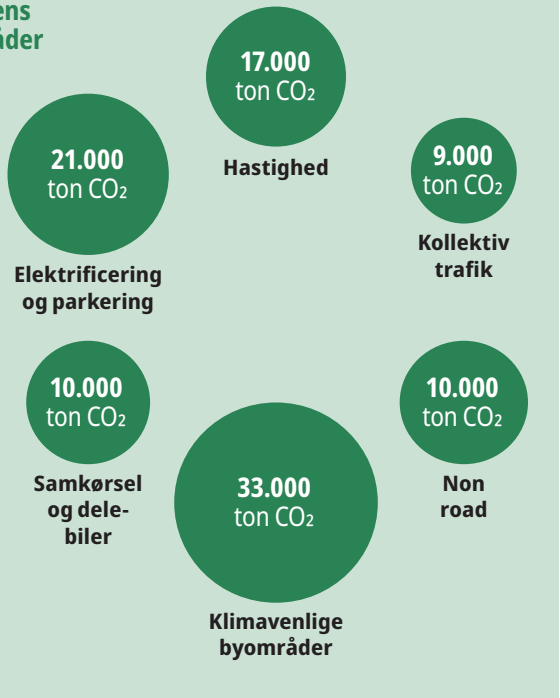 ens
åder
17.000
ton CO₂
Hastighed
21.000
ton CO₂
Elektrificering
og parkering
9.000
ton CO₂
Kollektiv
trafik
10.000
ton CO₂
Samkørsel
og dele-
biler
33.000
ton CO₂
Klimavenlige
byområder
10.000
ton CO₂
Non
road